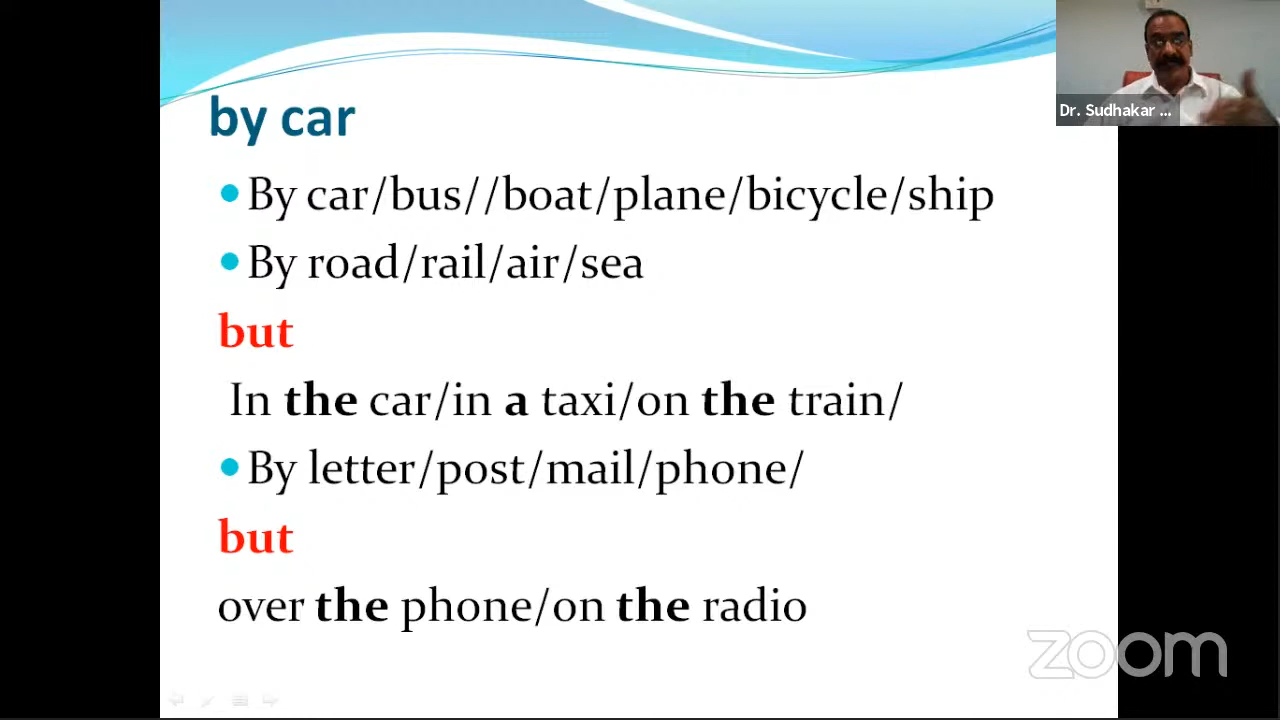 by car
Dr. Sudhakar ...
By car/bus//boat/plane/bicycle/ship
By road/rail/air/sea
but
In the car/in a taxi/on the train/
By letter/post/mail/phone/
but
over the phone/on the radio
zoom